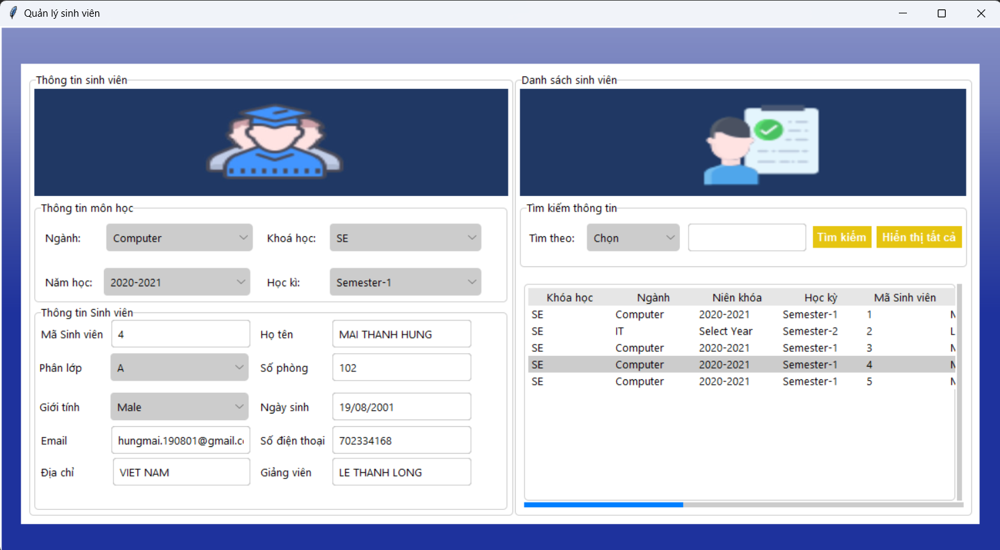 Quản lý sinh viên
Thông tin sinh viên
Thông tin môn học
Ngành: Computer Khoá học: SE
Năm học: 2020-2021 Học kì: Semester-1
Thông tin Sinh viên
Mã Sinh viên 4 Họ tên MAI THANH HUNG
Phân lớp A Số phòng 102
Giới tính Male Ngày sinh 19/08/2001
Email hungmai.190801@gmail.c Số điện thoại 702334168
Địa chỉ VIET NAM Giảng viên LE THANH LONG
Danh sách sinh viên
Tìm kiếm thông tin
Tìm theo: Chọn Tìm kiếm Hiển thị tất cả
Khóa học Ngành Niên khóa Học kỳ Mã Sinh viên
SE Computer 2020-2021 Semester-1 1
SE IT Select Year Semester-2 2 L
SE Computer 2020-2021 Semester-1 3
SE Computer 2020-2021 Semester-1 4
SE Computer 2020-2021 Semester-1 5